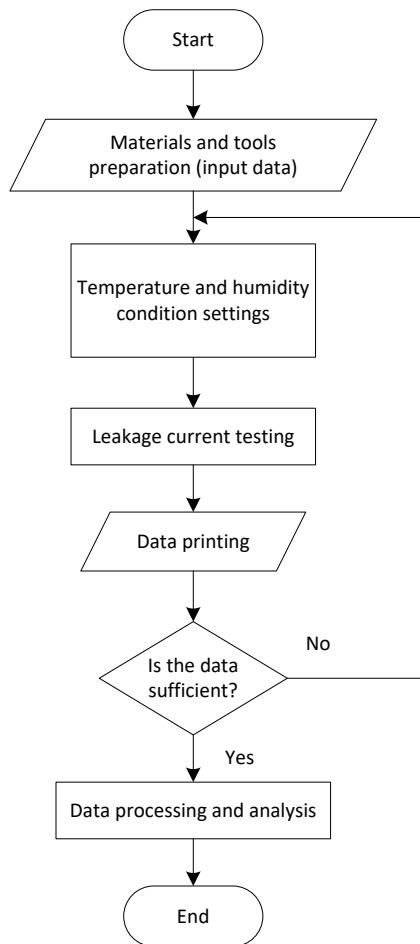 Start
Materials and tools
preparation (input data)
Temperature and humidity
condition settings
Leakage current testing
Data printing
Is the data
sufficient?
No
Yes
Data processing and analysis
End